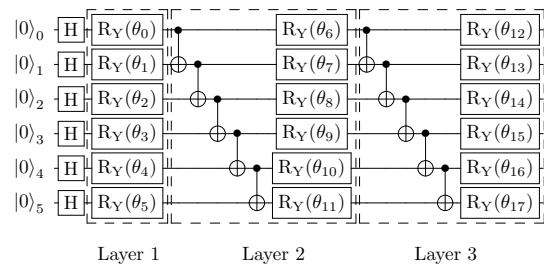 |0⟩₀ H R_Y(θ₀) R_Y(θ₆) R_Y(θ₁₂)
|0⟩₁ H R_Y(θ₁) R_Y(θ₇) R_Y(θ₁₃)
|0⟩₂ H R_Y(θ₂) R_Y(θ₈) R_Y(θ₁₄)
|0⟩₃ H R_Y(θ₃) R_Y(θ₉) R_Y(θ₁₅)
|0⟩₄ H R_Y(θ₄) R_Y(θ₁₀) R_Y(θ₁₆)
|0⟩₅ H R_Y(θ₅) R_Y(θ₁₁) R_Y(θ₁₇)
Layer 1 Layer 2 Layer 3